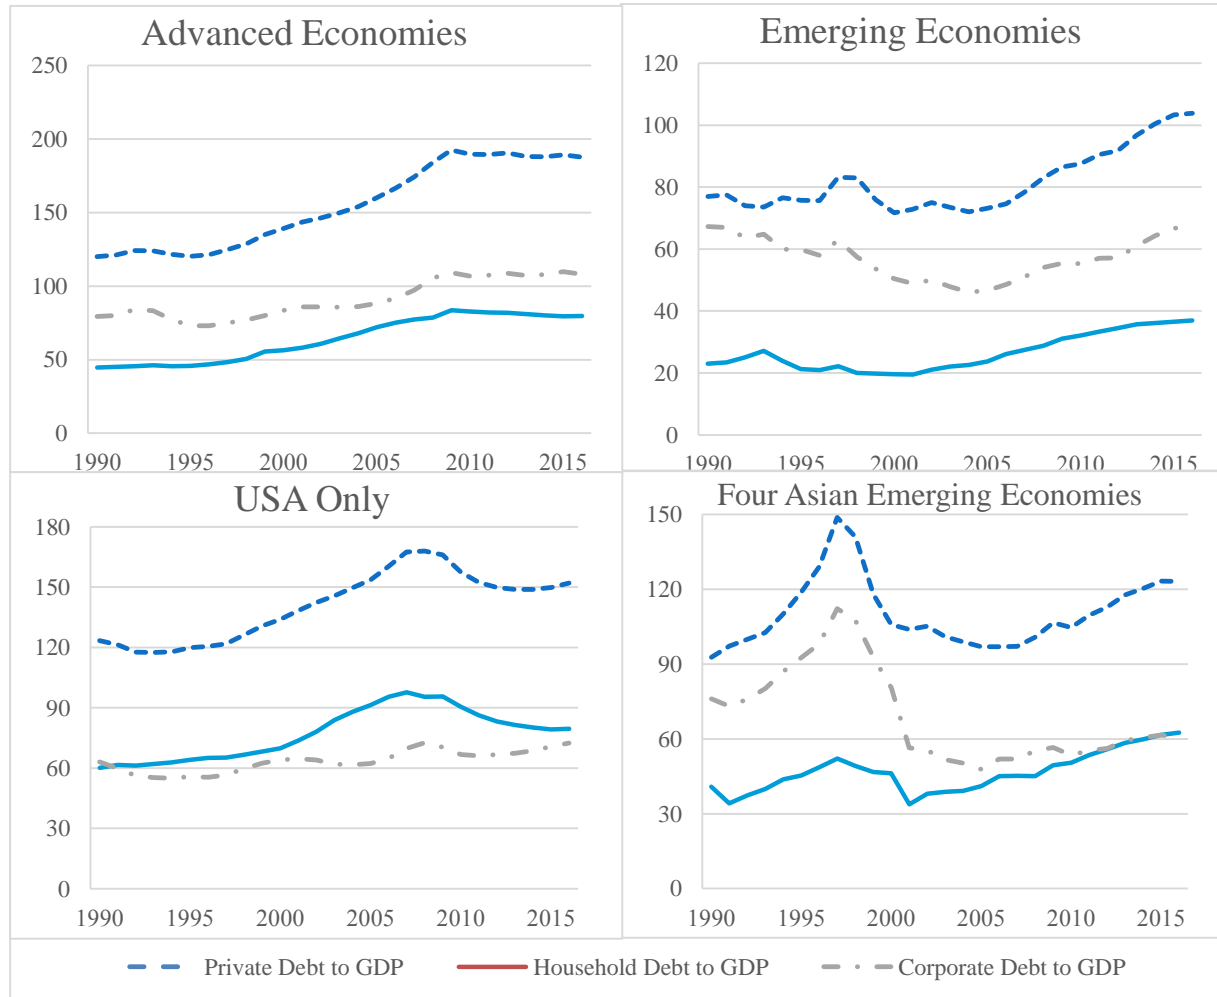 Advanced Economies
250
200
150
100
50
0
1990 1995 2000 2005 2010 2015
Emerging Economies
120
100
80
60
40
20
0
1990 1995 2000 2005 2010 2015
USA Only
180
150
120
90
60
30
0
1990 1995 2000 2005 2010 2015
Four Asian Emerging Economies
150
120
90
60
30
0
1990 1995 2000 2005 2010 2015
Private Debt to GDP Household Debt to GDP Corporate Debt to GDP